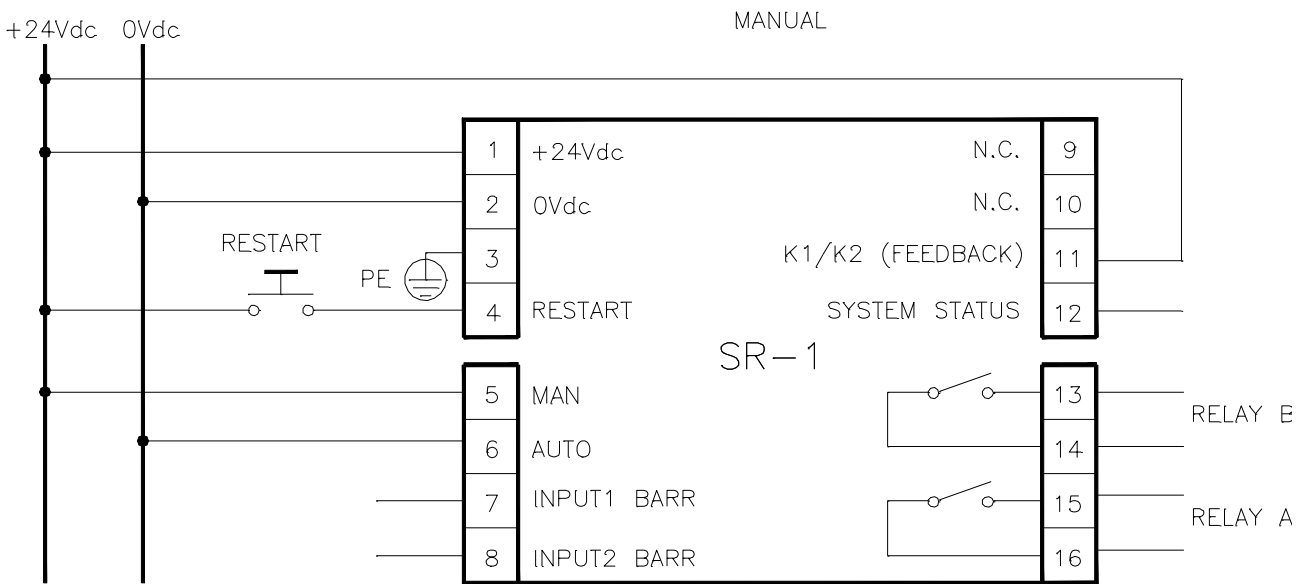 MANUAL
+24Vdc 0Vdc
1 +24Vdc N.C. 9
2 0Vdc N.C. 10
RESTART
PE 3 K1/K2 (FEEDBACK) 11
4 RESTART SYSTEM STATUS 12
SR-1
5 MAN 13
RELAY B
6 AUTO 14
7 INPUT1 BARR 15
RELAY A
8 INPUT2 BARR 16